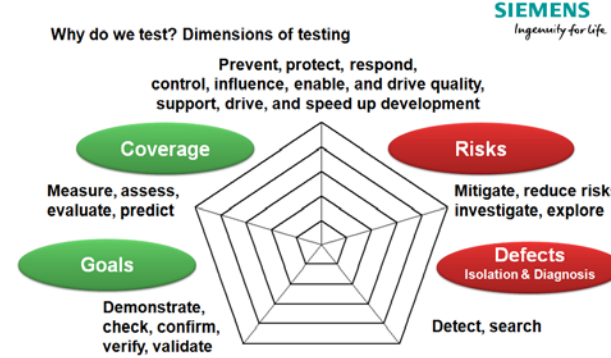 SIEMENS
Ingenuity for life
Why do we test? Dimensions of testing
Prevent, protect, respond,
control, influence, enable, and drive quality,
support, drive, and speed up development
Coverage
Risks
Measure, assess,
evaluate, predict
Mitigate, reduce risks
investigate, explore
Goals
Defects
Isolation & Diagnosis
Demonstrate,
check, confirm,
verify, validate
Detect, search